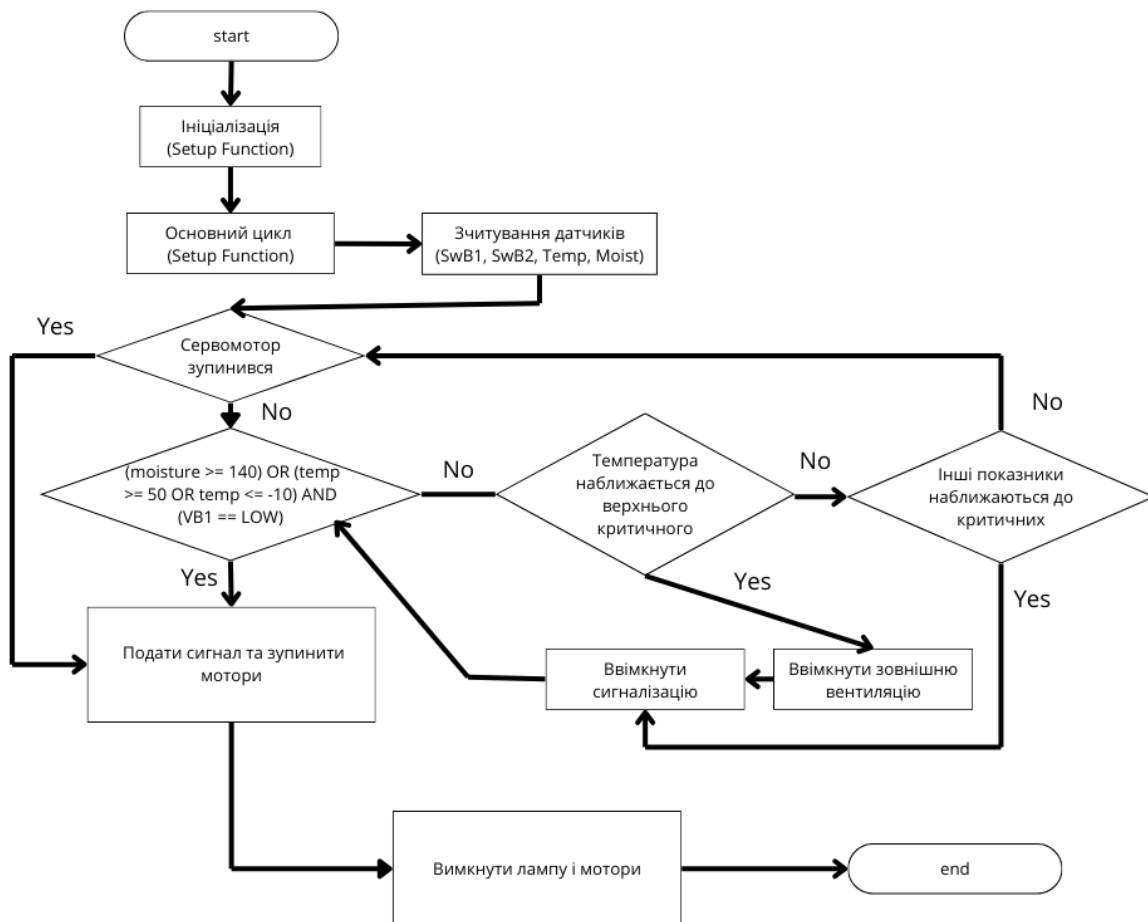 start
Ініціалізація
(Setup Function)
Основний цикл
(Setup Function)
Зчитування датчиків
(SwB1, SwB2, Temp, Moist)
Yes
Сервомотор
зупинився
No
(moisture >= 140) OR (temp
>= 50 OR temp <= -10) AND
(VB1 == LOW)
No
Температура
наближається до
верхнього
критичного
No
Інші показники
наближаються до
критичних
No
Yes
Yes
Yes
Подати сигнал та зупинити
мотори
Ввімкнути
сигналізацію
Ввімкнути зовнішню
вентиляцію
Вимкнути лампу і мотори
end